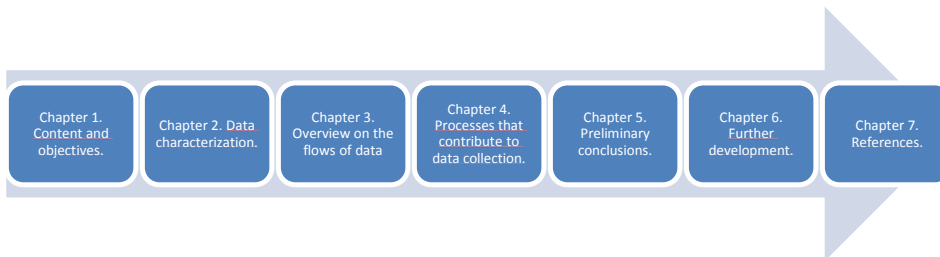 Chapter 1.
Content and
objectives.
Chapter 2. Data
characterization.
Chapter 3.
Overview on the
flows of data
Chapter 4.
Processes that
contribute to
data collection.
Chapter 5.
Preliminary
conclusions.
Chapter 6.
Further
development.
Chapter 7.
References.